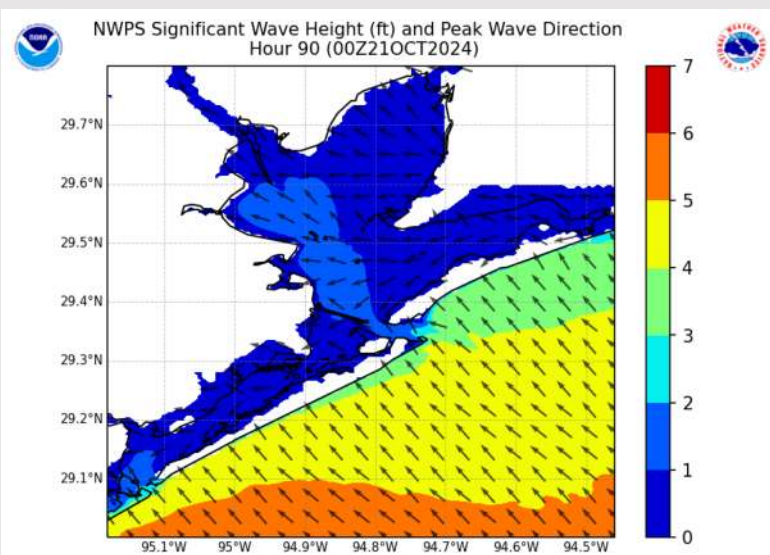 NWPS Significant Wave Height (ft) and Peak Wave Direction
Hour 90 (00Z21OCT2024)
NOAA
29.7°N
29.6°N
29.5°N
29.4°N
29.3°N
29.2°N
29.1°N
95.1°W 95°W 94.9°W 94.8°W 94.7°W 94.6°W 94.5°W
7
6
5
4
3
2
1
0